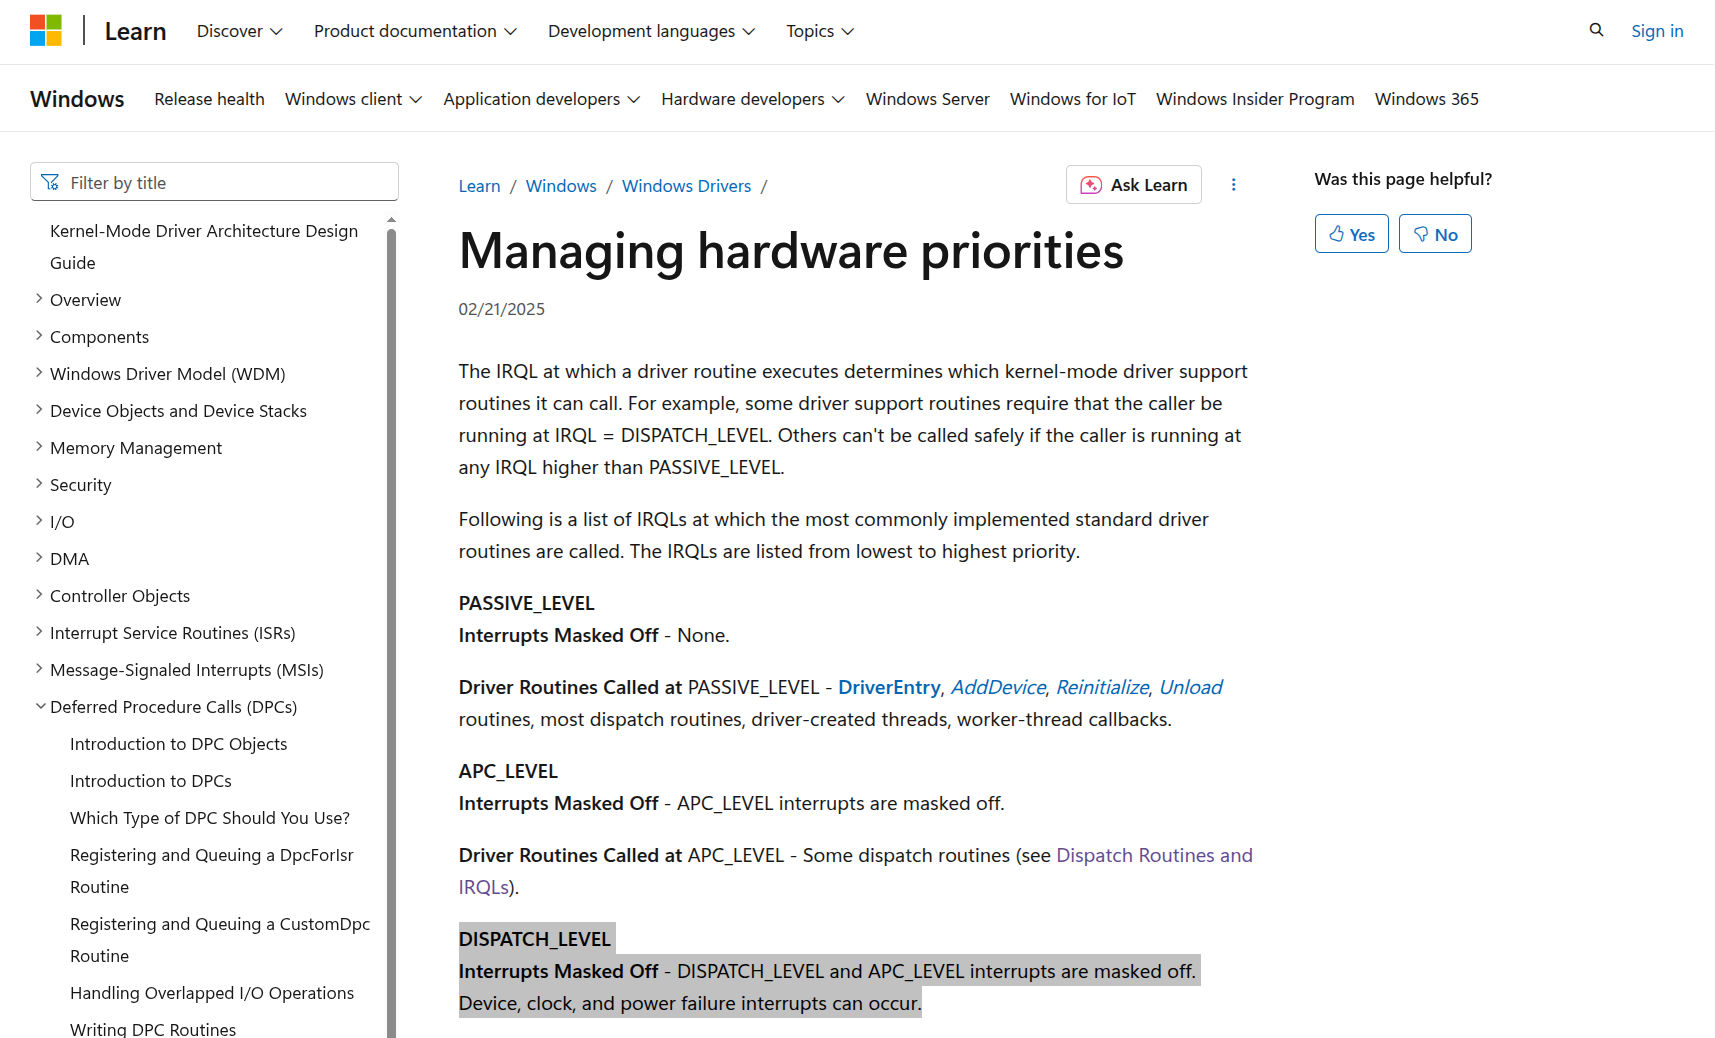 Learn
Discover
Product documentation
Development languages
Topics
Sign in
Windows
Release health
Windows client
Application developers
Hardware developers
Windows Server
Windows for IoT
Windows Insider Program
Windows 365
Filter by title
Kernel-Mode Driver Architecture Design
Guide
Overview
Components
Windows Driver Model (WDM)
Device Objects and Device Stacks
Memory Management
Security
I/O
DMA
Controller Objects
Interrupt Service Routines (ISRs)
Message-Signaled Interrupts (MSIs)
Deferred Procedure Calls (DPCs)
Introduction to DPC Objects
Introduction to DPCs
Which Type of DPC Should You Use?
Registering and Queuing a DpcForIsr
Routine
Registering and Queuing a CustomDpc
Routine
Handling Overlapped I/O Operations
Writing DPC Routines
Learn / Windows / Windows Drivers /
Ask Learn
Managing hardware priorities
02/21/2025
The IRQL at which a driver routine executes determines which kernel-mode driver support
routines it can call. For example, some driver support routines require that the caller be
running at IRQL = DISPATCH_LEVEL. Others can't be called safely if the caller is running at
any IRQL higher than PASSIVE_LEVEL.
Following is a list of IRQLs at which the most commonly implemented standard driver
routines are called. The IRQLs are listed from lowest to highest priority.
PASSIVE_LEVEL
Interrupts Masked Off - None.
Driver Routines Called at PASSIVE_LEVEL - DriverEntry, AddDevice, Reinitialize, Unload
routines, most dispatch routines, driver-created threads, worker-thread callbacks.
APC_LEVEL
Interrupts Masked Off - APC_LEVEL interrupts are masked off.
Driver Routines Called at APC_LEVEL - Some dispatch routines (see Dispatch Routines and
IRQLs).
DISPATCH_LEVEL
Interrupts Masked Off - DISPATCH_LEVEL and APC_LEVEL interrupts are masked off.
Device, clock, and power failure interrupts can occur.
Was this page helpful?
Yes
No